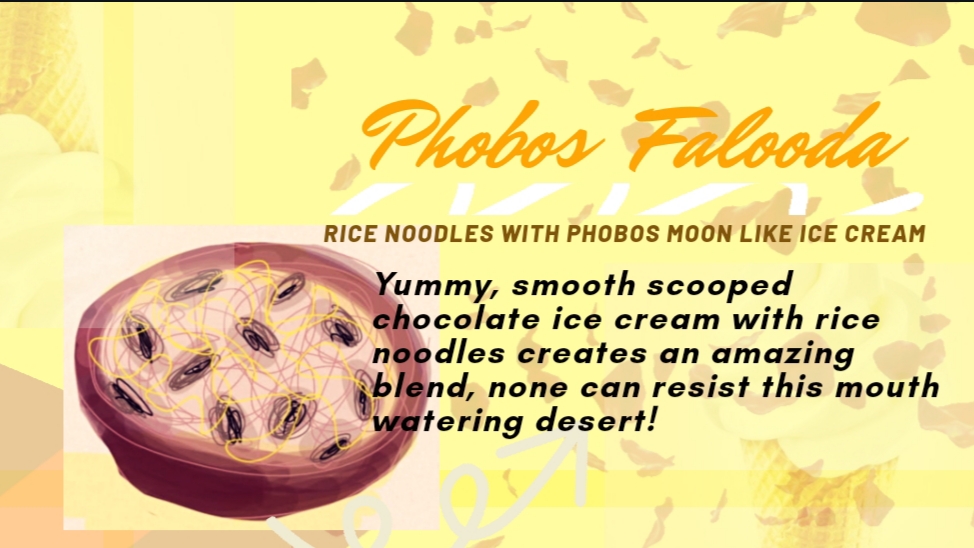 Phobos Falooda
RICE NOODLES WITH PHOBOS MOON LIKE ICE CREAM
Yummy, smooth scooped
chocolate ice cream with rice
noodles creates an amazing
blend, none can resist this mouth
watering desert!